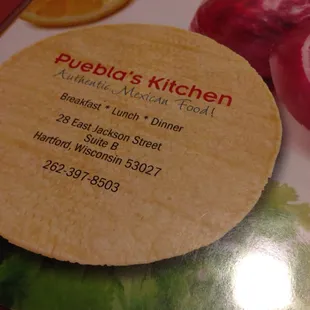 Puebla's Kitchen
Authentic Mexican Food!
Breakfast * Lunch * Dinner
28 East Jackson Street
Suite B
Hartford, Wisconsin 53027
262-397-8503